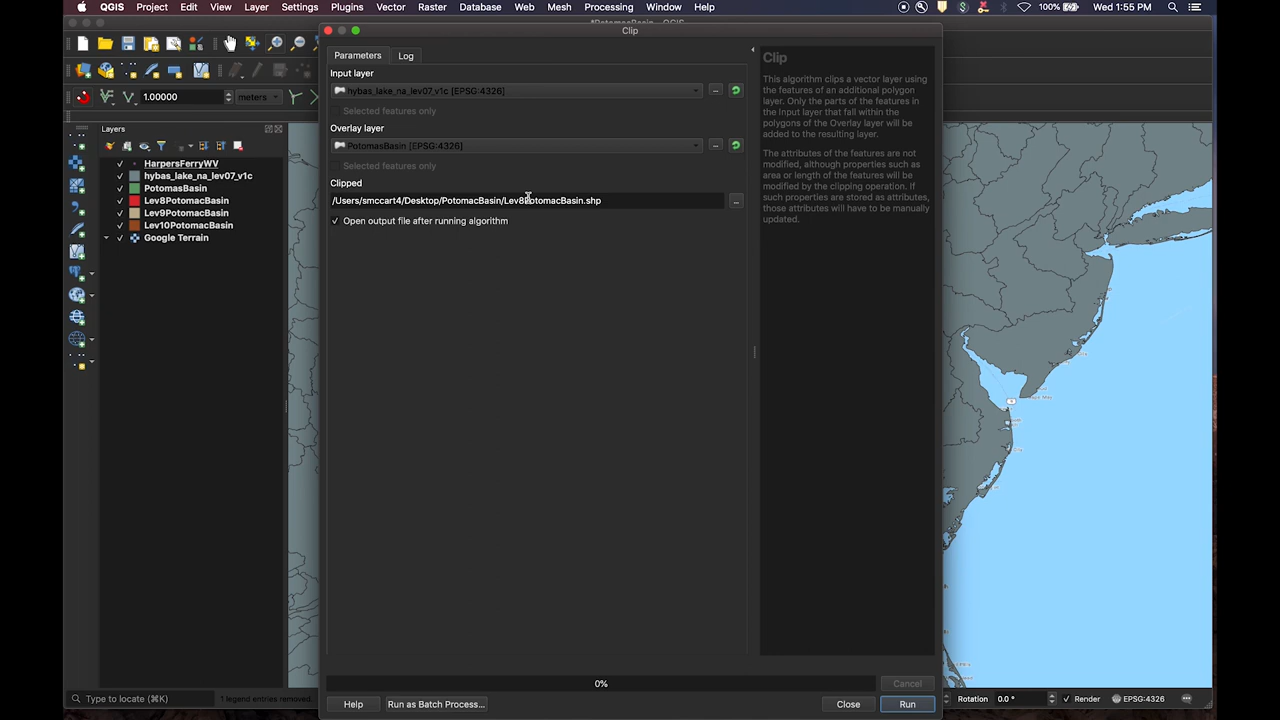 QGIS Project Edit View Layer Settings Plugins Vector Raster Database Web Mesh Processing Window Help 100% Wed 1:55 PM
*PotomacBasin — QGIS
Clip
Parameters Log
Input layer
hybas_lake_na_lev07_v1c [EPSG:4326] ...
Selected features only
Overlay layer
PotomasBasin [EPSG:4326] ...
Selected features only
Clipped
/Users/smccart4/Desktop/PotomacBasin/Lev8PotomacBasin.shp ...
✓ Open output file after running algorithm
Clip
This algorithm clips a vector layer using
the features of an additional polygon
layer. Only the parts of the features in
the Input layer that fall within the
polygons of the Overlay layer will be
added to the resulting layer.
The attributes of the features are not
modified, although properties such as
area or length of the features will be
modified by the clipping operation. If
such properties are stored as attributes,
those attributes will have to be manually
updated.
1.00000 meters
Layers
HarpersFerryWV
hybas_lake_na_lev07_v1c
PotomasBasin
Lev8PotomacBasin
Lev9PotomacBasin
Lev10PotomacBasin
Google Terrain
0% Cancel
Help Run as Batch Process... Close Run
Type to locate (⌘K) 1 legend entries removed. Rotation 0.0 ° Render EPSG:4326